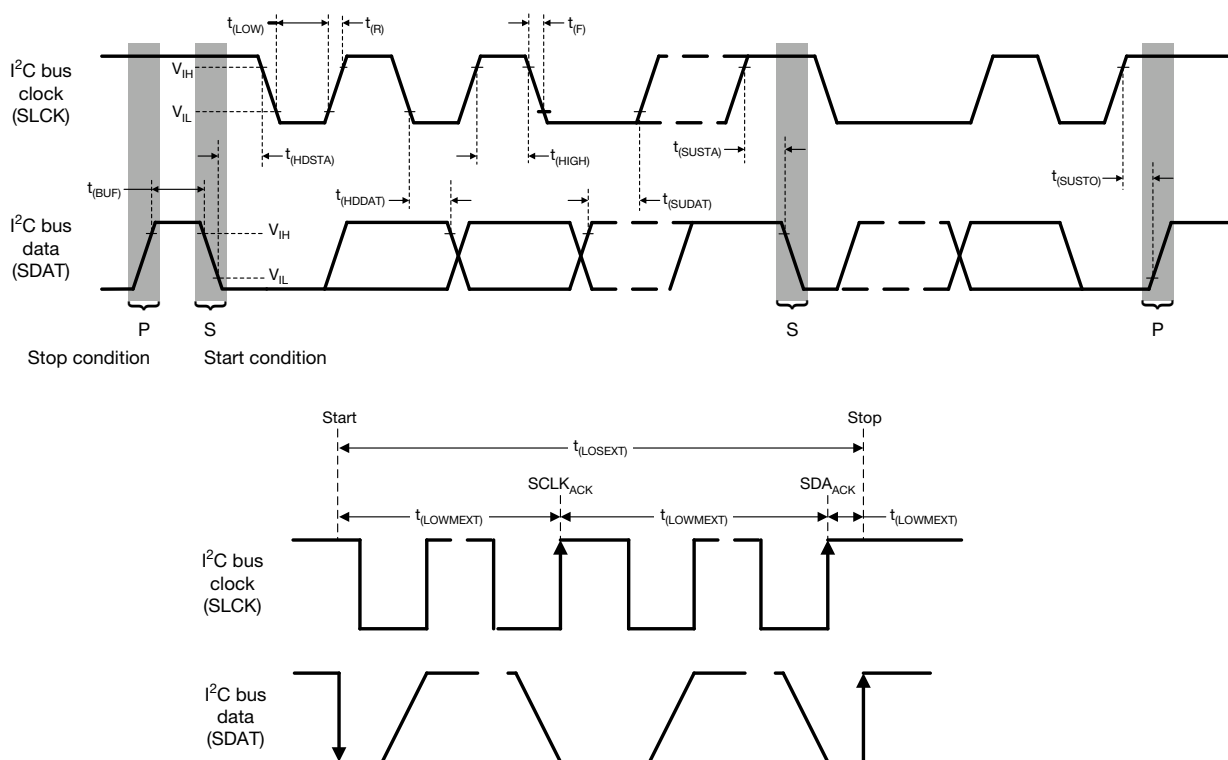 t(LOW)
t(R)
t(F)
I²C bus
clock
(SLCK)
VIH
VIL
t(HDSTA)
t(HIGH)
t(SUSTA)
t(BUF)
t(HDDAT)
t(SUDAT)
t(SUSTO)
I²C bus
data
(SDAT)
VIH
VIL
P
S
S
P
Stop condition
Start condition
Start
Stop
t(LOSEXT)
SCLKACK
SDAACK
t(LOWMEXT)
t(LOWMEXT)
t(LOWMEXT)
I²C bus
clock
(SLCK)
I²C bus
data
(SDAT)